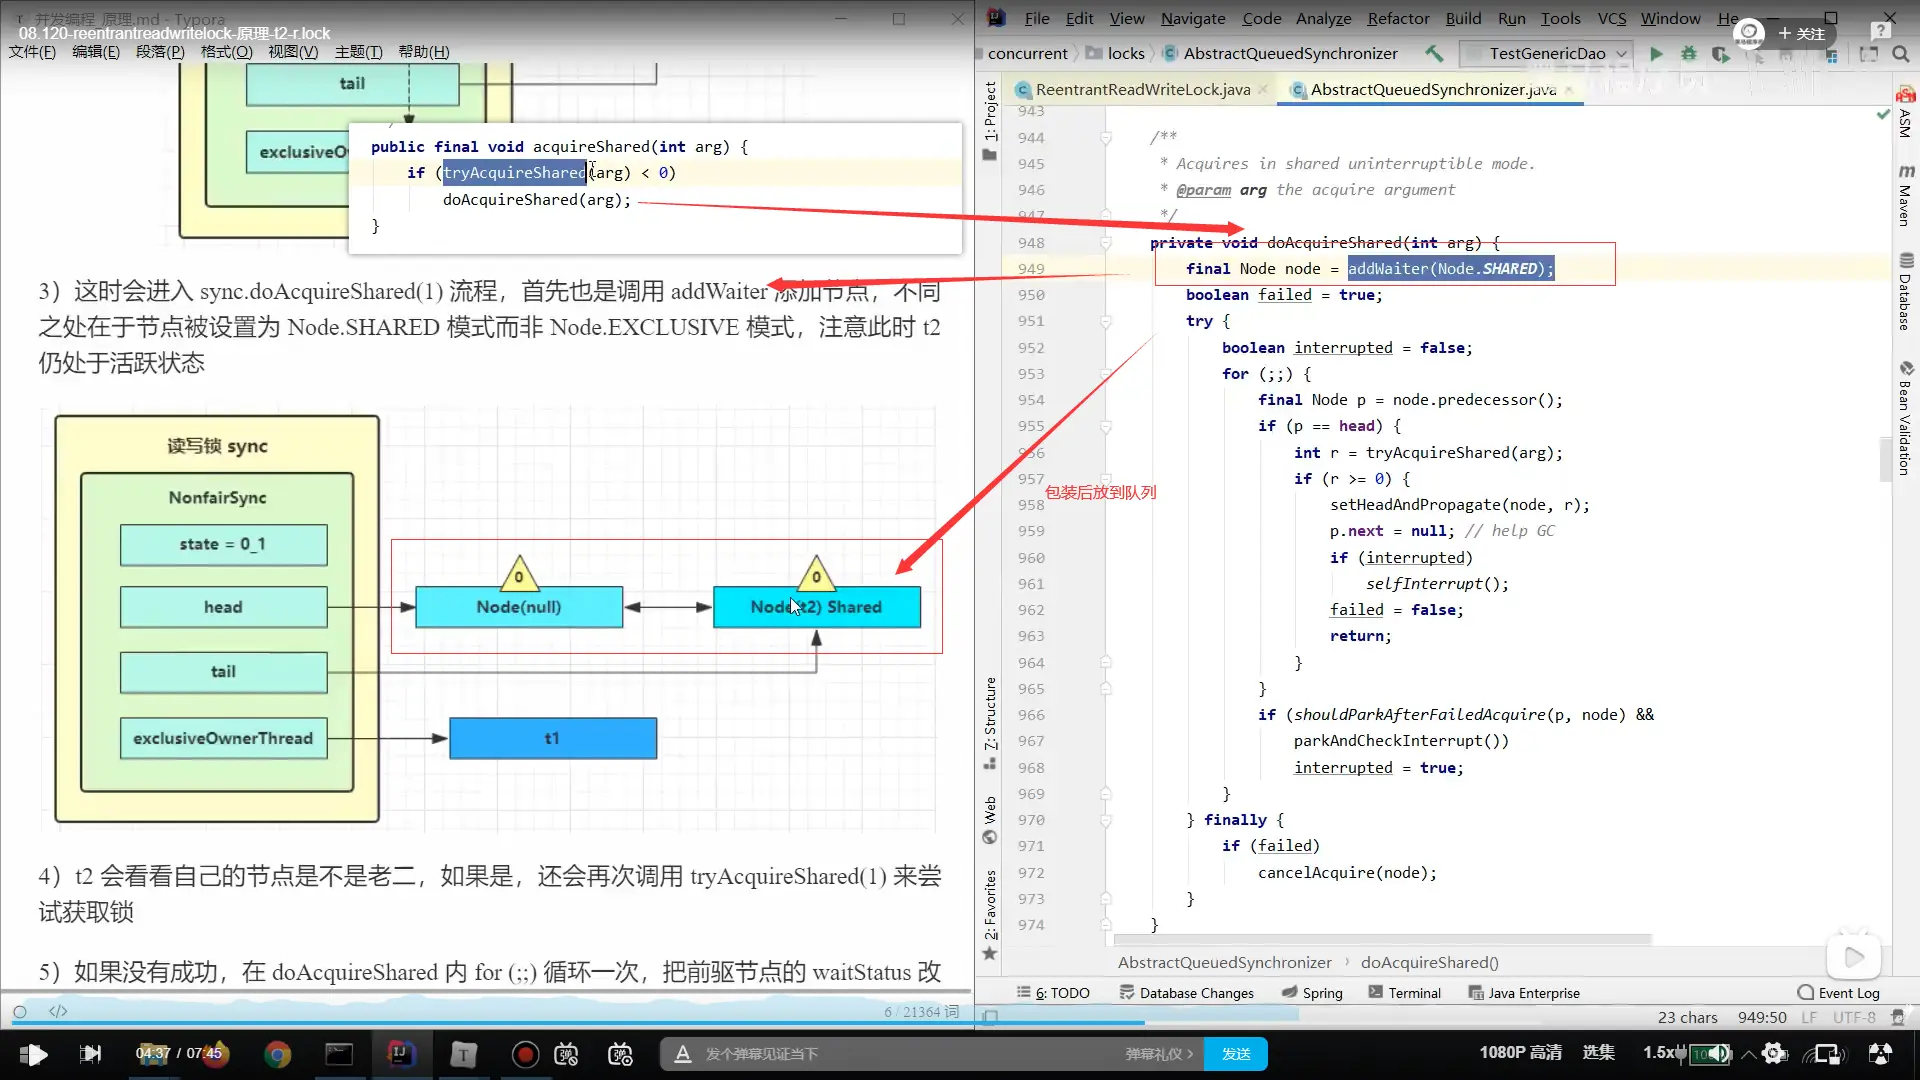 并发编程_原理.md - Typora
08.120-reentrantreadwritelock-原理-t2-r.lock
文件(F) 编辑(E) 段落(P) 格式(O) 视图(V) 主题(T) 帮助(H)
tail
public final void acquireShared(int arg) {
if (tryAcquireShared(arg) < 0)
doAcquireShared(arg);
}
3）这时会进入 sync.doAcquireShared(1) 流程，首先也是调用 addWaiter 添加节点，不同
之处在于节点被设置为 Node.SHARED 模式而非 Node.EXCLUSIVE 模式，注意此时 t2
仍处于活跃状态
读写锁 sync
NonfairSync
state = 0_1
head
tail
exclusiveOwnerThread
0
Node(null)
0
Node(t2) Shared
t1
包装后放到队列
4）t2 会看看自己的节点是不是老二，如果是，还会再次调用 tryAcquireShared(1) 来尝
试获取锁
5）如果没有成功，在 doAcquireShared 内 for (;;) 循环一次，把前驱节点的 waitStatus 改
6 / 21364 词
File Edit View Navigate Code Analyze Refactor Build Run Tools VCS Window He
+ 关注
concurrent locks AbstractQueuedSynchronizer TestGenericDao
ReentrantReadWriteLock.java AbstractQueuedSynchronizer.java
1: Project
7: Structure
Web
2: Favorites
ASM
Maven
Database
Bean Validation
943
944 /**
945 * Acquires in shared uninterruptible mode.
946 * @param arg the acquire argument
947 */
948 private void doAcquireShared(int arg) {
949 final Node node = addWaiter(Node.SHARED);
950 boolean failed = true;
951 try {
952 boolean interrupted = false;
953 for (;;) {
954 final Node p = node.predecessor();
955 if (p == head) {
956 int r = tryAcquireShared(arg);
957 if (r >= 0) {
958 setHeadAndPropagate(node, r);
959 p.next = null; // help GC
960 if (interrupted)
961 selfInterrupt();
962 failed = false;
963 return;
964 }
965 }
966 if (shouldParkAfterFailedAcquire(p, node) &&
967 parkAndCheckInterrupt())
968 interrupted = true;
969 }
970 } finally {
971 if (failed)
972 cancelAcquire(node);
973 }
974 }
AbstractQueuedSynchronizer › doAcquireShared()
6: TODO Database Changes Spring Terminal Java Enterprise Event Log
23 chars 949:50 LF UTF-8
04:37 / 07:45
发个弹幕见证当下 弹幕礼仪 › 发送
1080P 高清 选集 1.5x